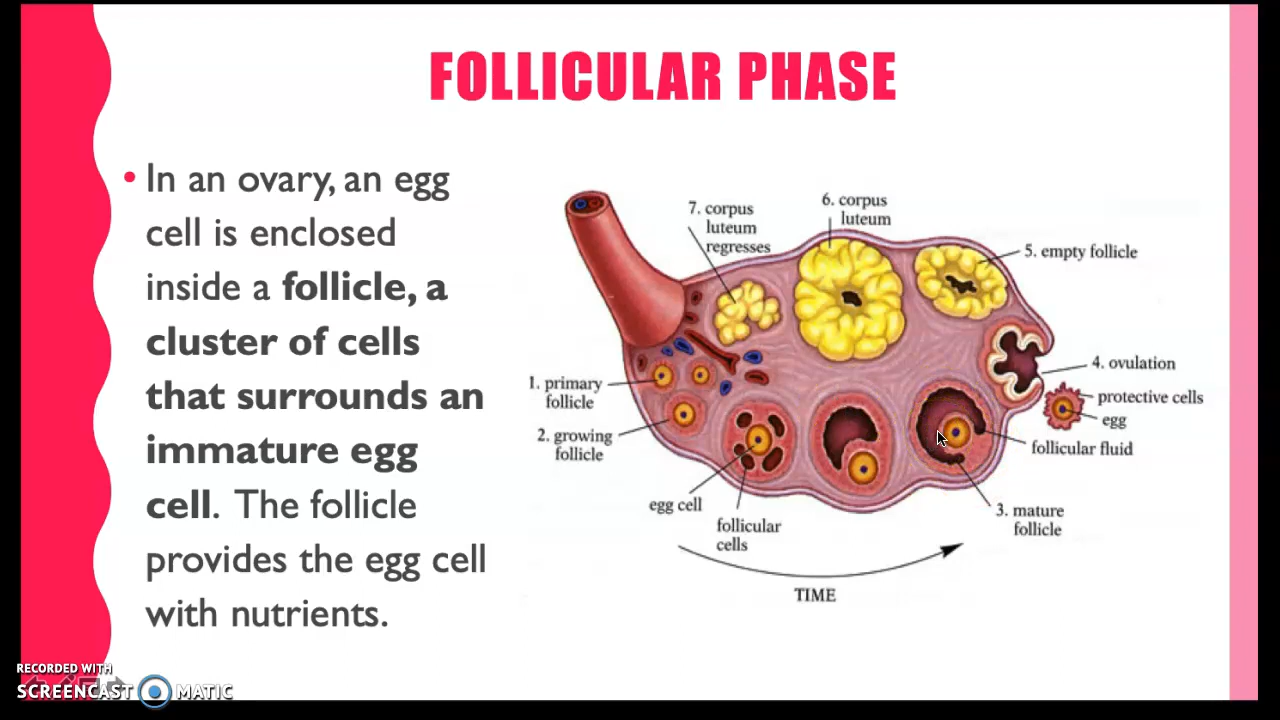 FOLLICULAR PHASE
• In an ovary, an egg
cell is enclosed
inside a follicle, a
cluster of cells
that surrounds an
immature egg
cell. The follicle
provides the egg cell
with nutrients.
7. corpus
luteum
regresses
6. corpus
luteum
5. empty follicle
4. ovulation
protective cells
egg
follicular fluid
3. mature
follicle
1. primary
follicle
2. growing
follicle
egg cell
follicular
cells
TIME
RECORDED WITH
SCREENCAST MATIC